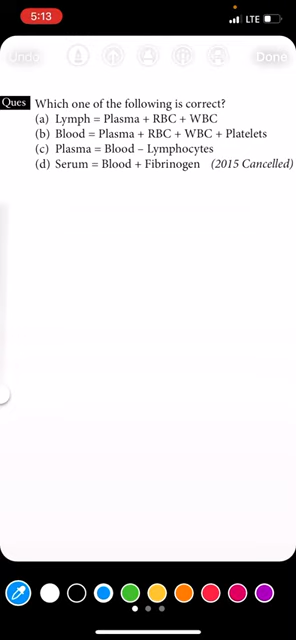 5:13
LTE
Undo
Done
Ques Which one of the following is correct?
(a) Lymph = Plasma + RBC + WBC
(b) Blood = Plasma + RBC + WBC + Platelets
(c) Plasma = Blood – Lymphocytes
(d) Serum = Blood + Fibrinogen (2015 Cancelled)